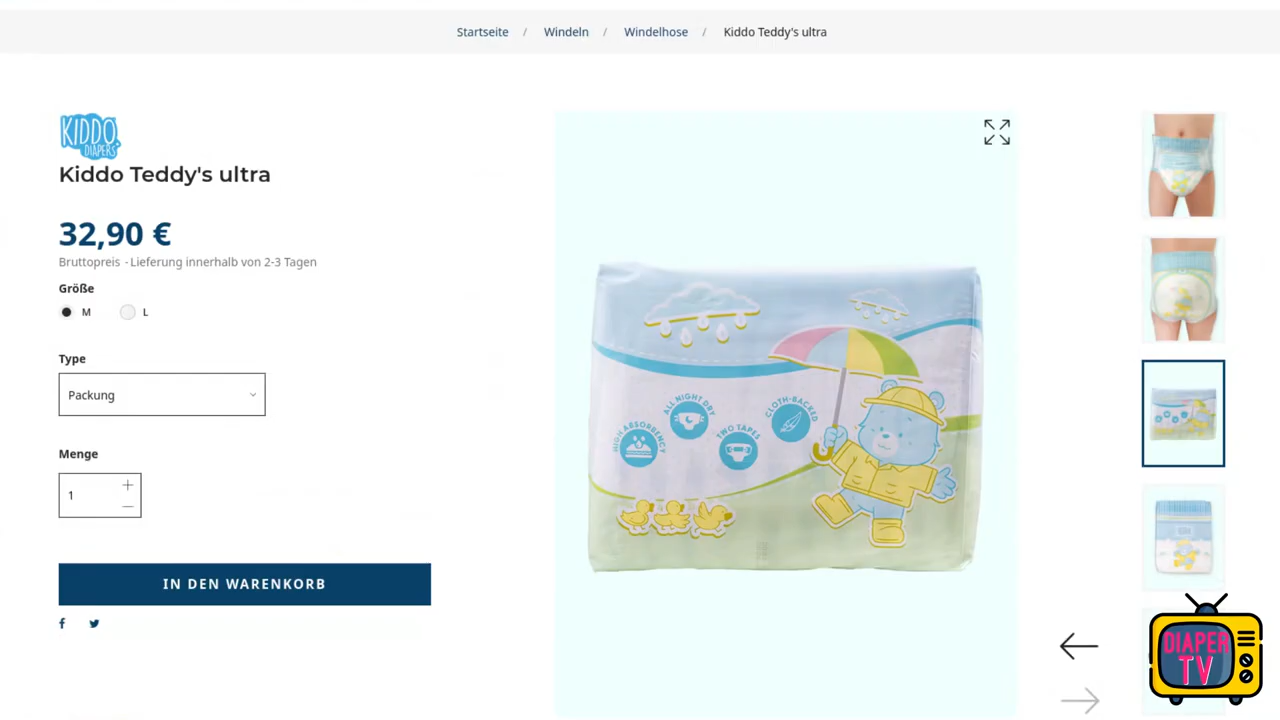 Startseite / Windeln / Windelhose / Kiddo Teddy's ultra
KIDDO
DIAPERS
Kiddo Teddy's ultra
32,90 €
Bruttopreis - Lieferung innerhalb von 2-3 Tagen
Größe
M L
Type
Packung
Menge
1
IN DEN WARENKORB
HIGH ABSORBENCY
ALL NIGHT DRY
TWO TAPES
CLOTH-BACKED
DIAPER
TV